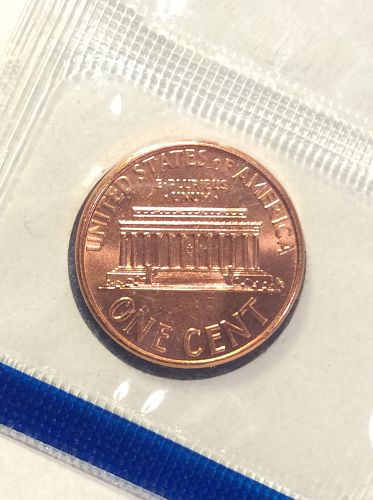 UNITED STATES OF AMERICA
E·PLURIBUS
UNUM·
ONE CENT